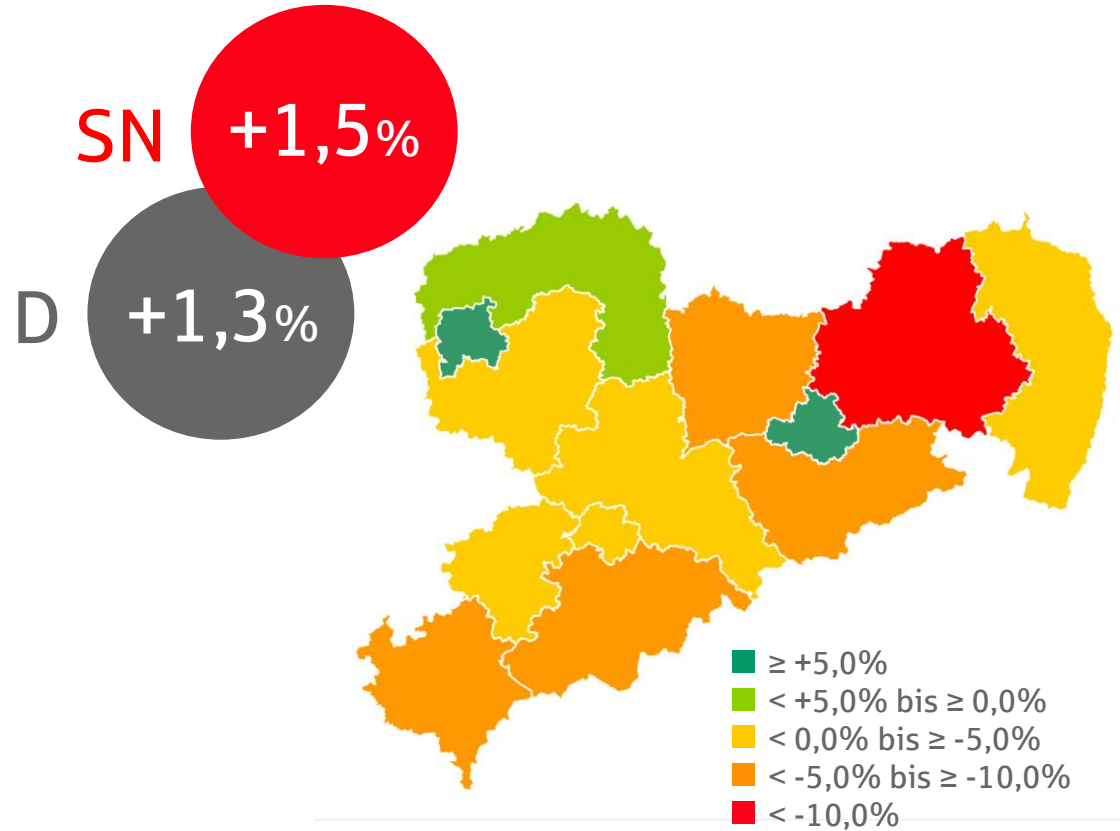 SN +1,5%
D +1,3%
≥ +5,0%
< +5,0% bis ≥ 0,0%
< 0,0% bis ≥ -5,0%
< -5,0% bis ≥ -10,0%
< -10,0%